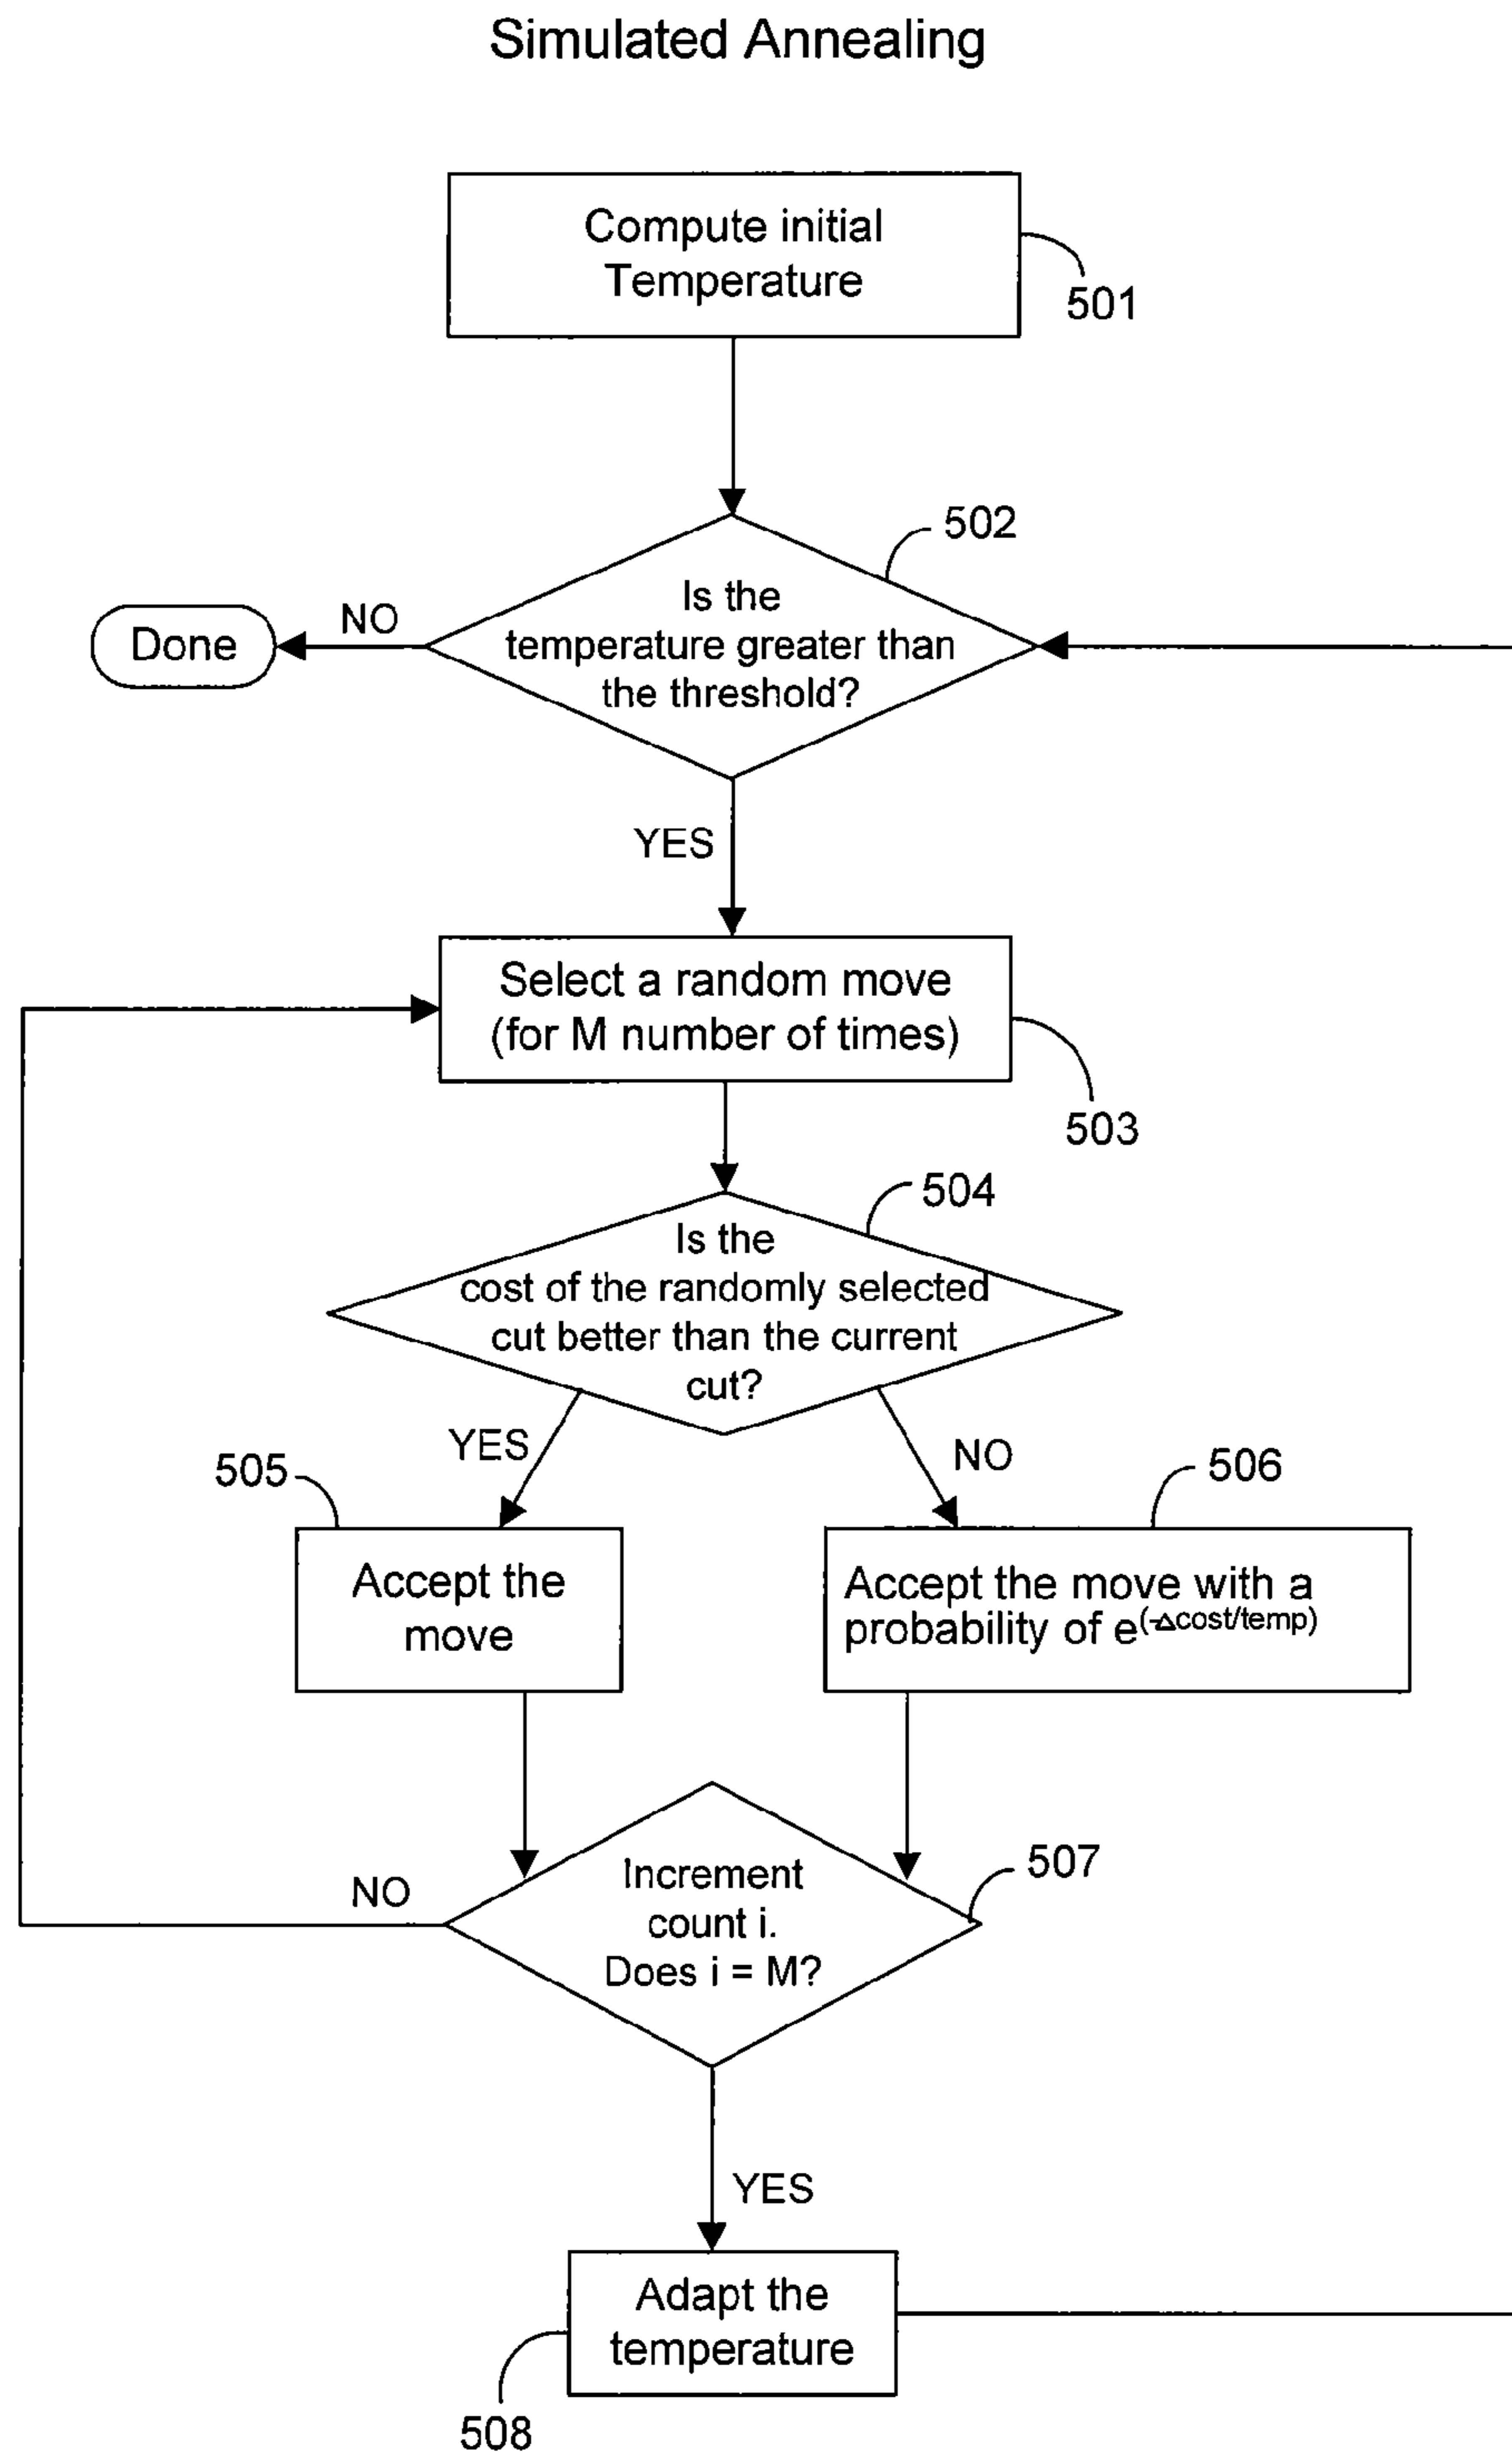 Simulated Annealing
Compute initial
Temperature
501
502
Is the
temperature greater than
the threshold?
NO
Done
YES
Select a random move
(for M number of times)
503
504
Is the
cost of the randomly selected
cut better than the current
cut?
YES
NO
505
506
Accept the
move
Accept the move with a
probability of e(-Δcost/temp)
507
Increment
count i.
Does i = M?
NO
YES
Adapt the
temperature
508